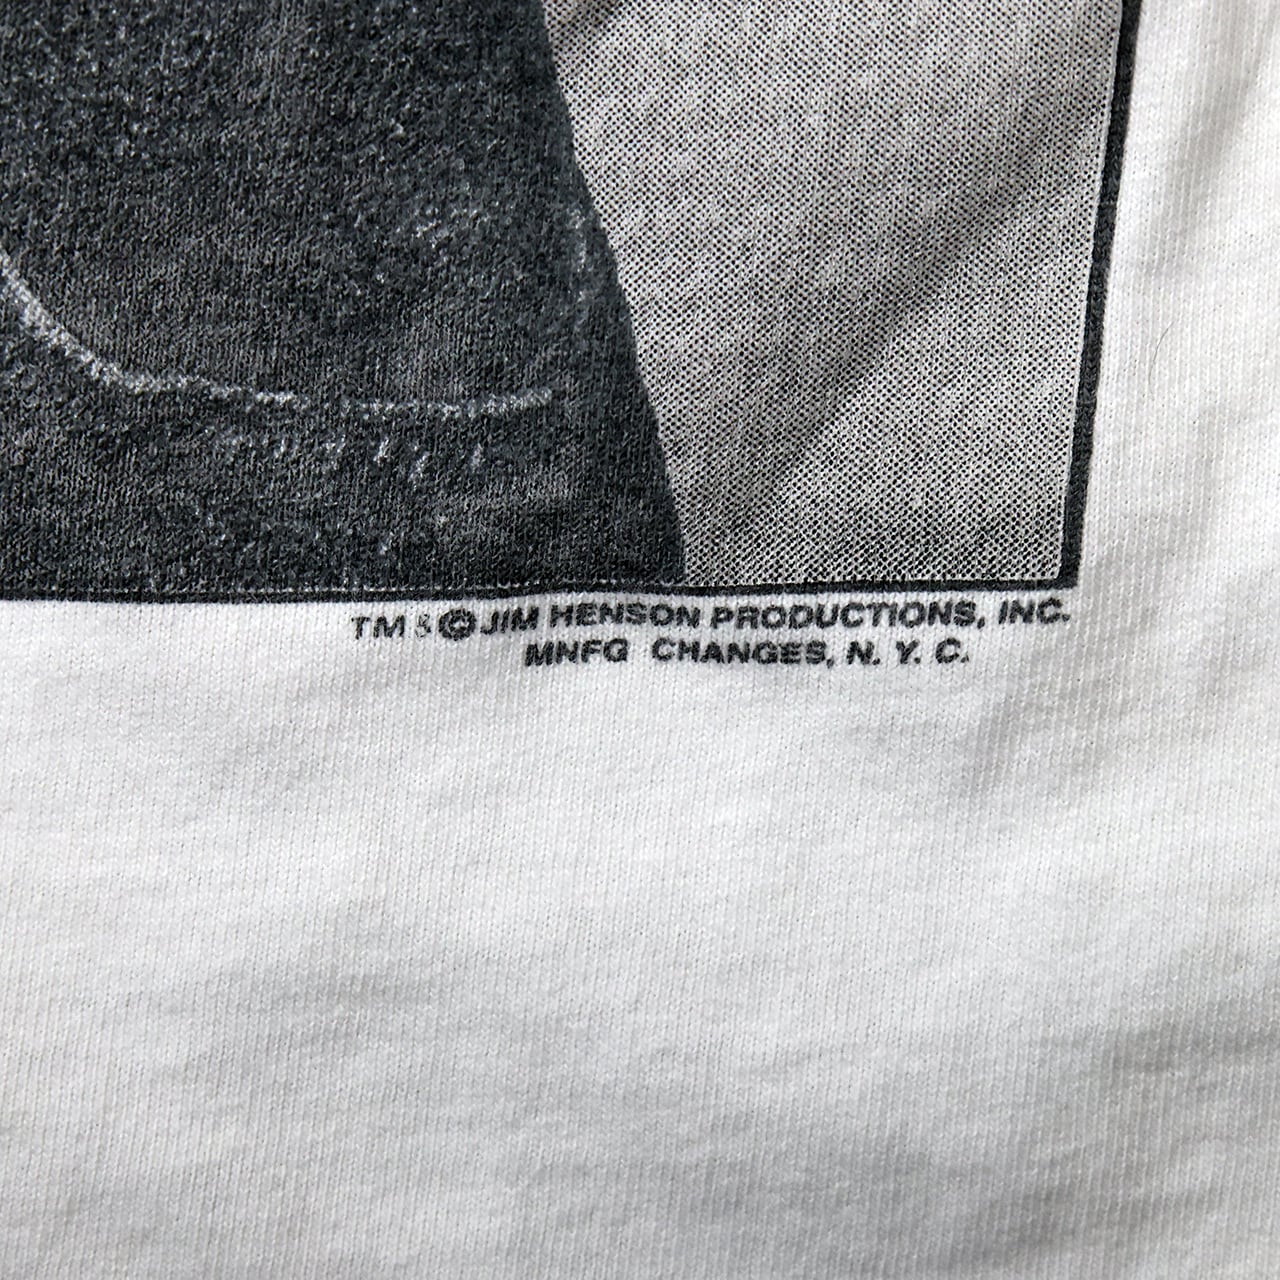 TM & © JIM HENSON PRODUCTIONS, INC.
MNFG CHANGES, N. Y. C.